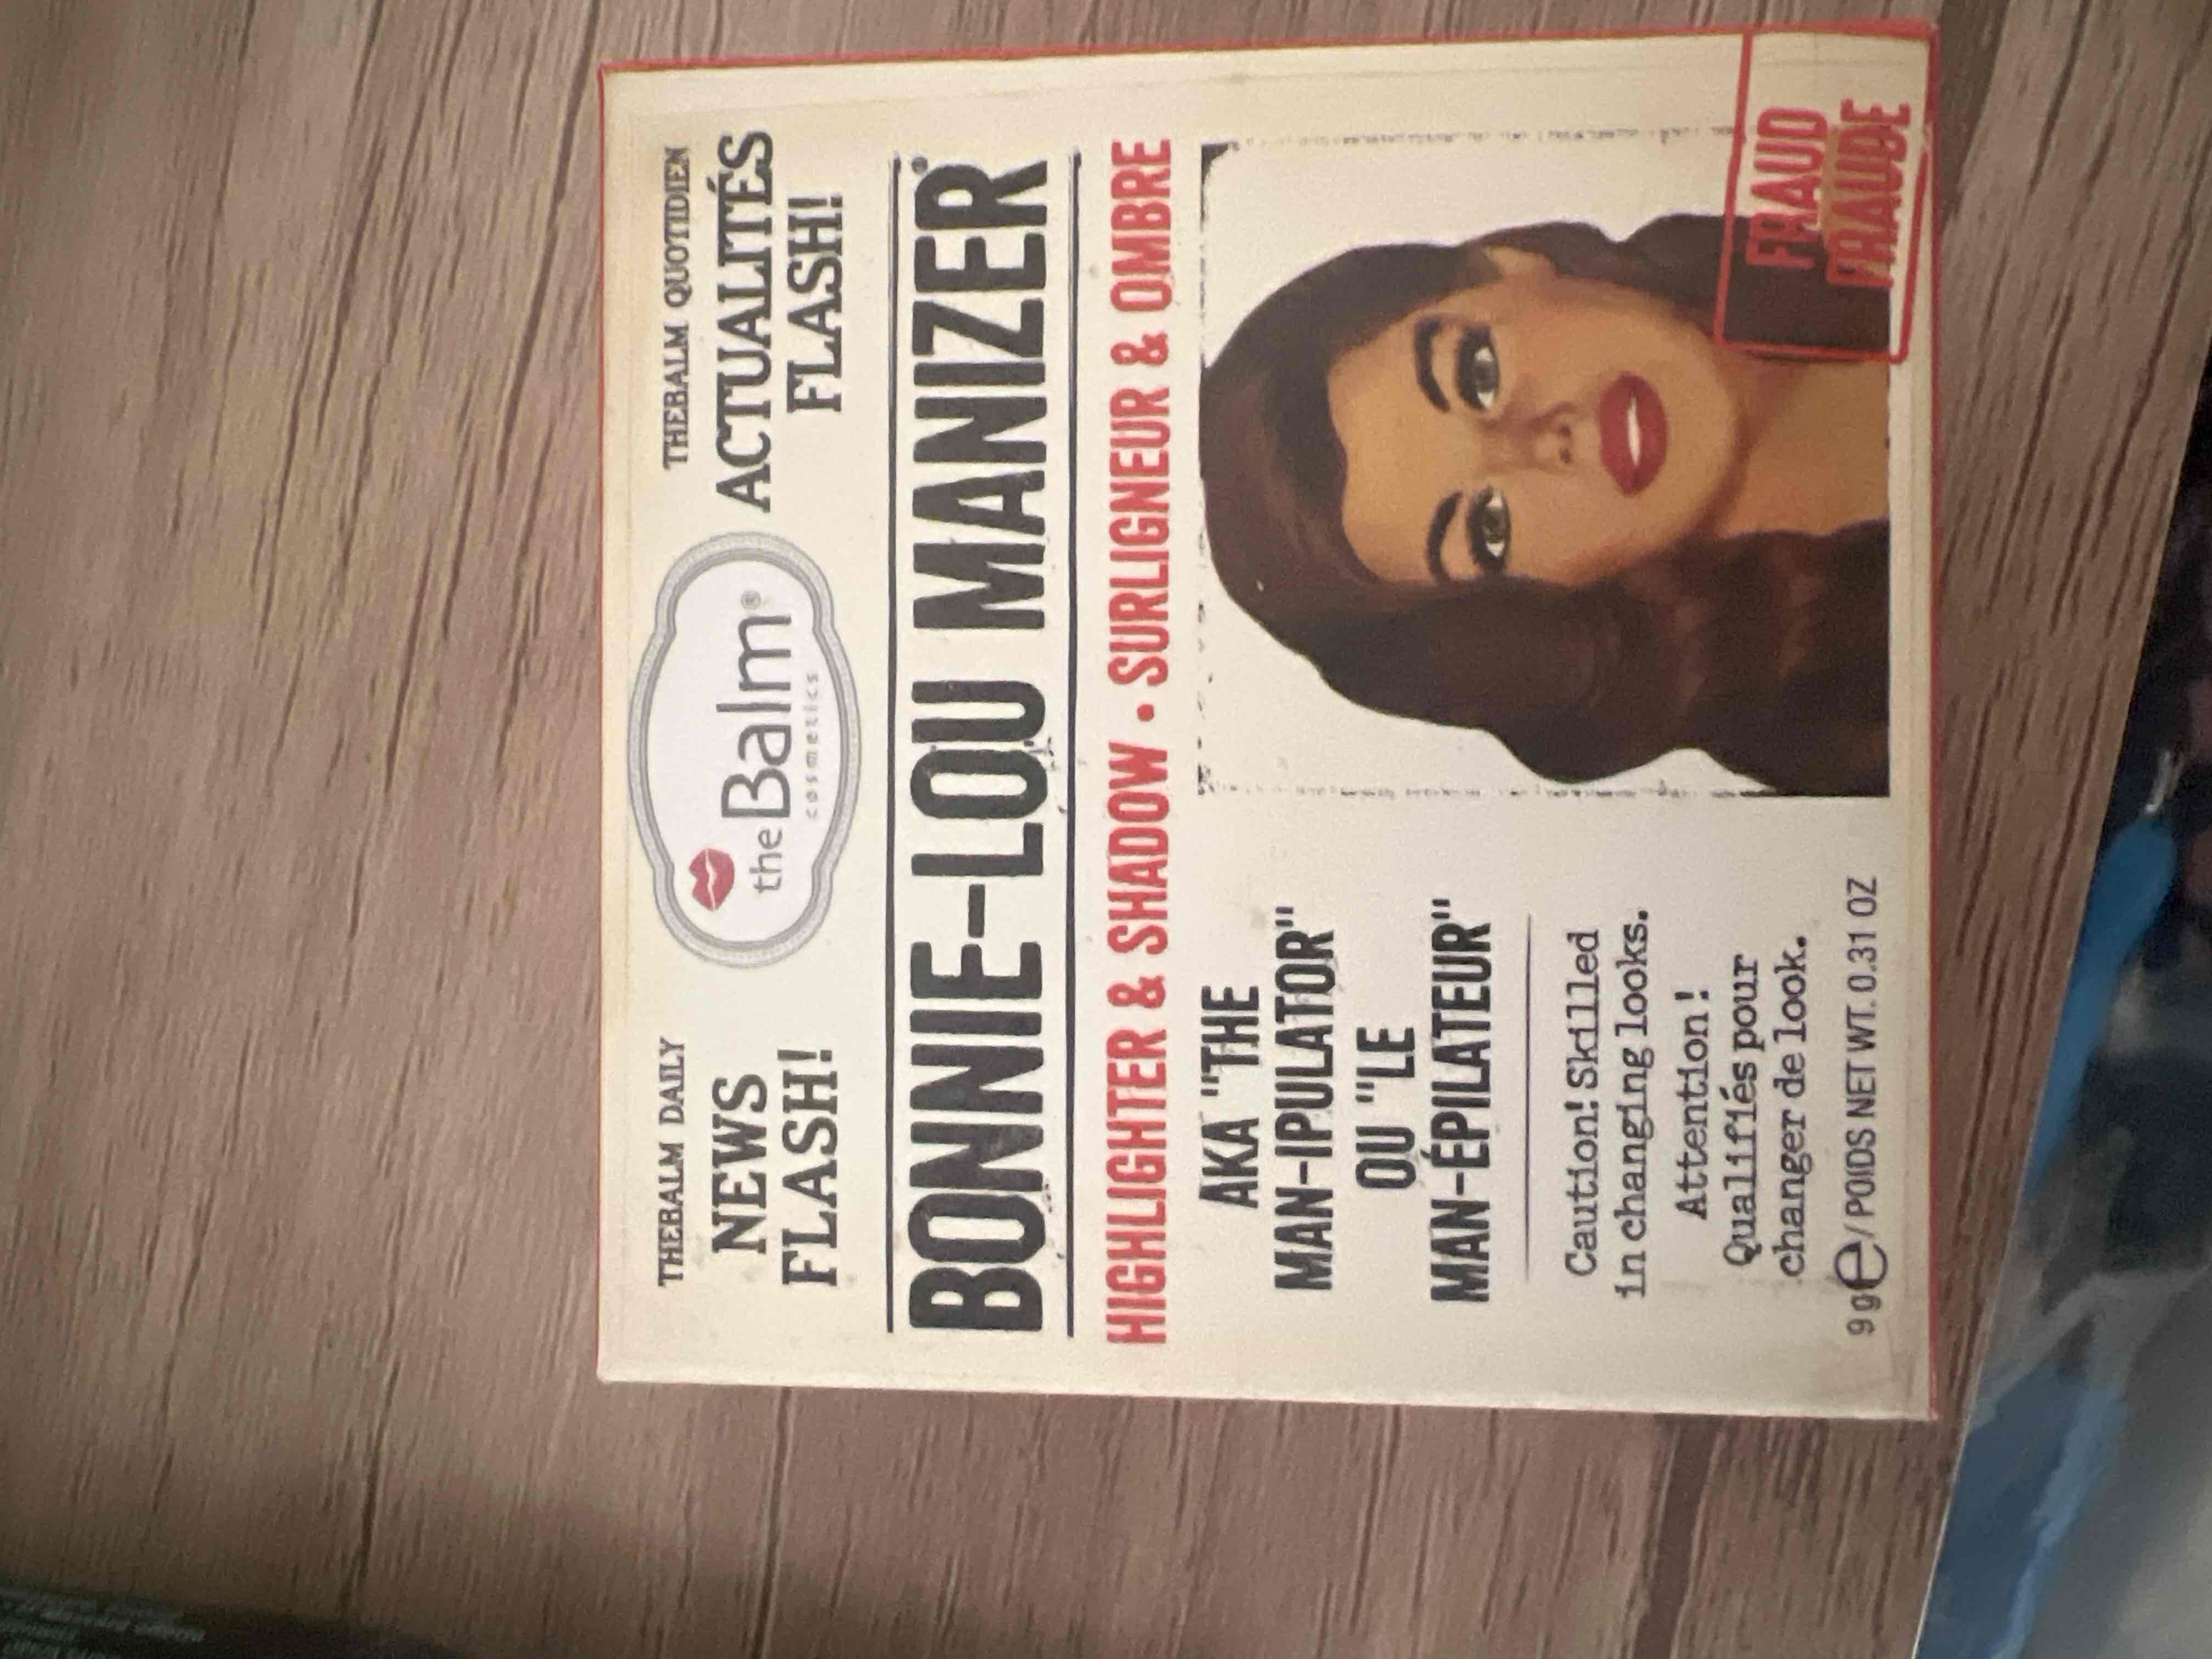 THEBALM DAILY
NEWS
FLASH!
the Balm®
cosmetics
THEBALM QUOTIDIEN
ACTUALITÉS
FLASH!
BONNIE-LOU MANIZER®
HIGHLIGHTER & SHADOW • SURLIGNEUR & OMBRE
AKA "THE
MAN-IPULATOR"
OU "LE
MAN-ÉPILATEUR"
Caution! Skilled
in changing looks.
Attention!
Qualifiés pour
changer de look.
9 g ℮ / POIDS NET WT. 0.31 OZ
FRAUD
FRAUDE